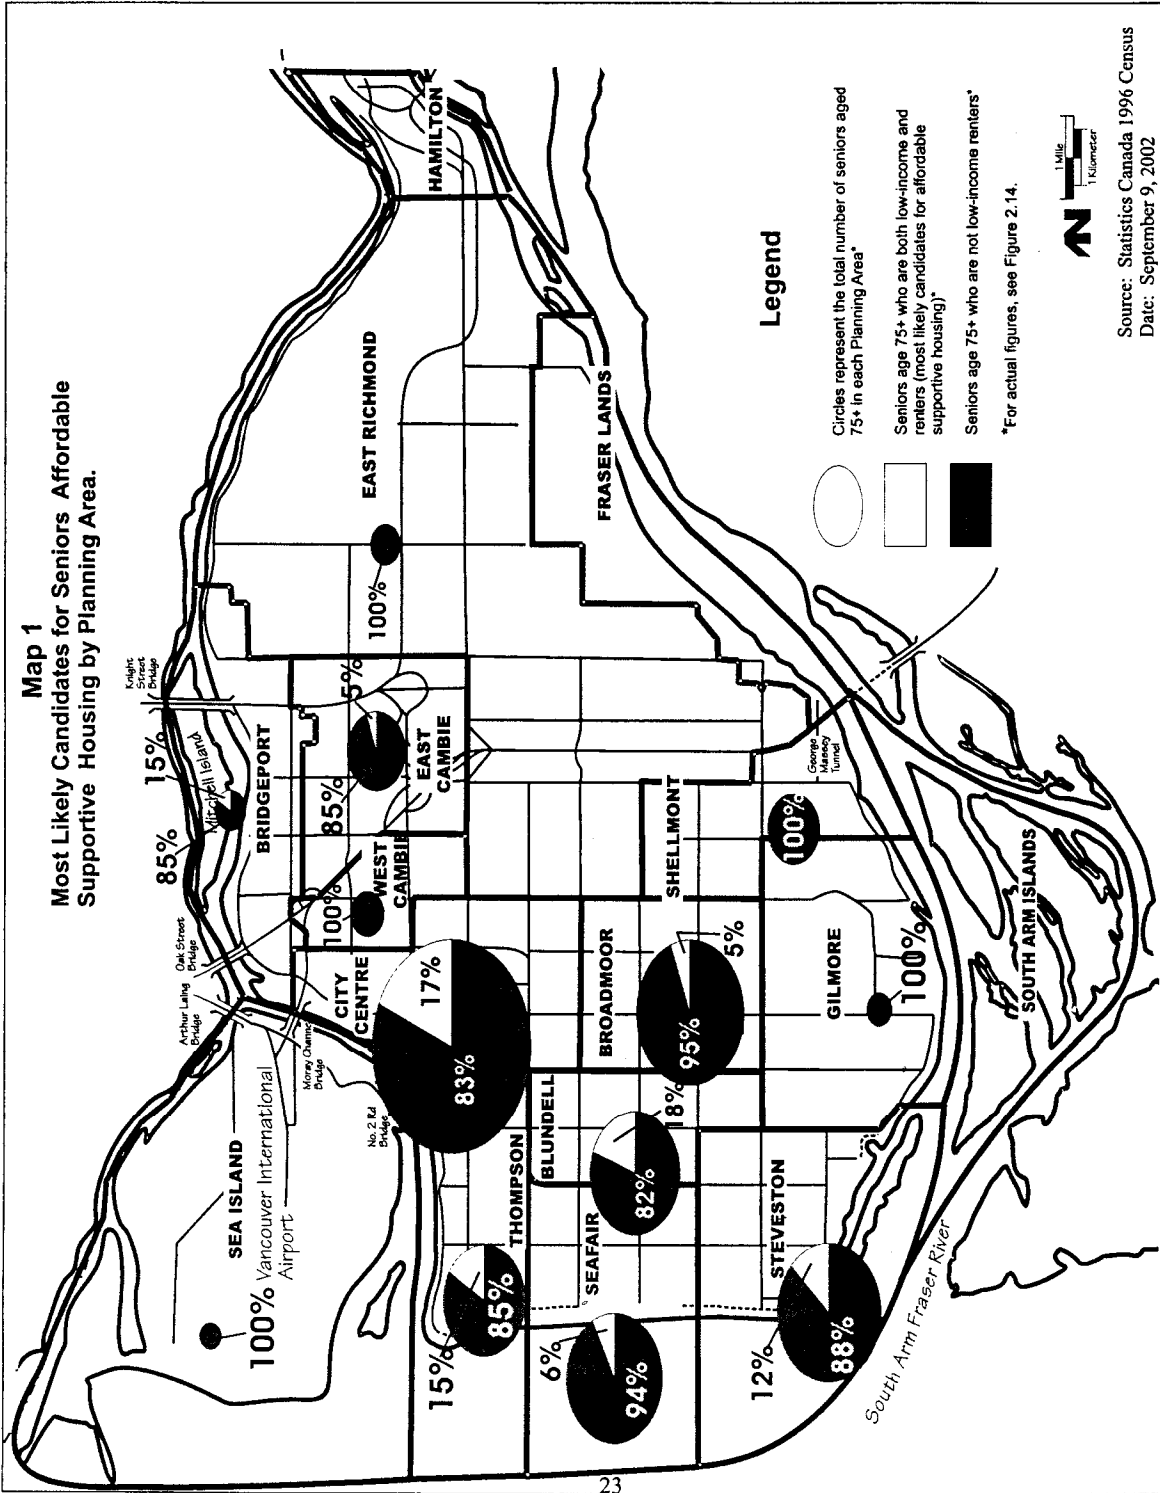 Map 1
Most Likely Candidates for Seniors Affordable
Supportive Housing by Planning Area.
Knight
Street
Bridge
15%
Mitchell Island
85%
Oak Street
Bridge
Arthur Laing
Bridge
BRIDGEPORT
HAMILTON
EAST RICHMOND
100%
5%
85%
EAST
CAMBIE
WEST
CAMBIE
100%
CITY
CENTRE
17%
83%
Moray Channel
Bridge
No. 2 Rd
Bridge
SEA ISLAND
100%
Vancouver International
Airport
FRASER LANDS
THOMPSON
15%
85%
BLUNDELL
18%
82%
BROADMOOR
5%
95%
SEAFAIR
6%
94%
SHELLMONT
100%
George
Massey
Tunnel
GILMORE
100%
STEVESTON
12%
88%
SOUTH ARM ISLANDS
South Arm Fraser River
Legend
Circles represent the total number of seniors aged
75+ in each Planning Area*
Seniors age 75+ who are both low-income and
renters (most likely candidates for affordable
supportive housing)*
Seniors age 75+ who are not low-income renters*
*For actual figures, see Figure 2.14.
N
1 Mile
1 Kilometer
Source: Statistics Canada 1996 Census
Date: September 9, 2002
23